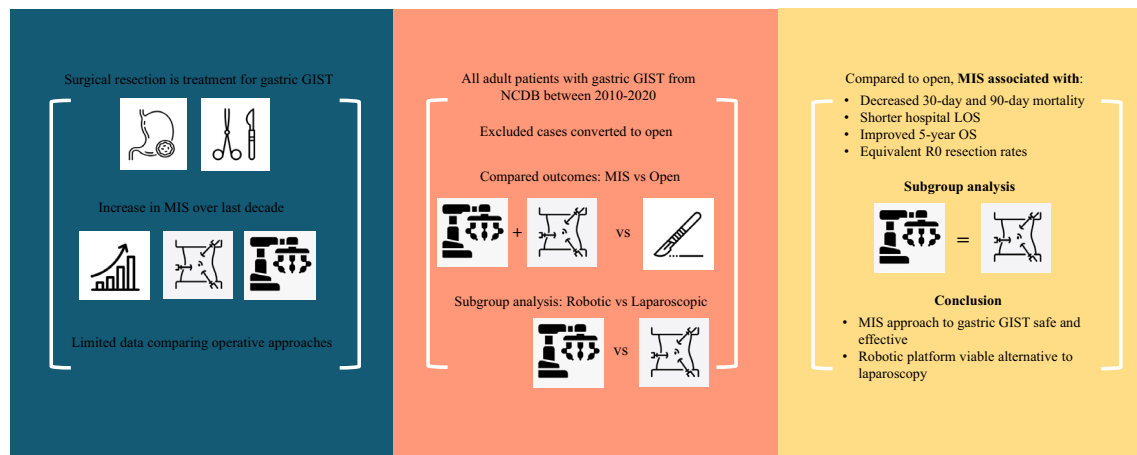 Surgical resection is treatment for gastric GIST
Increase in MIS over last decade
Limited data comparing operative approaches
All adult patients with gastric GIST from
NCDB between 2010-2020
Excluded cases converted to open
Compared outcomes: MIS vs Open
+
vs
Subgroup analysis: Robotic vs Laparoscopic
vs
Compared to open, MIS associated with:
• Decreased 30-day and 90-day mortality
• Shorter hospital LOS
• Improved 5-year OS
• Equivalent R0 resection rates
Subgroup analysis
=
Conclusion
• MIS approach to gastric GIST safe and
effective
• Robotic platform viable alternative to
laparoscopy